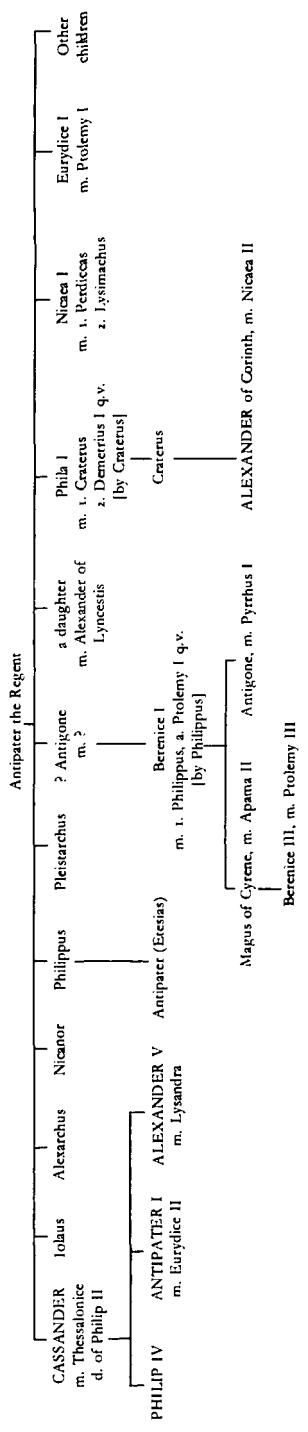 Antipater the Regent
CASSANDER
m. Thessalonice
d. of Philip II
Iolaus
Alexarchus
Nicanor
Philippus
Pleistarchus
? Antigone
m. ?
a daughter
m. Alexander of
Lyncestis
Phila I
m. 1. Craterus
2. Demetrius I q.v.
[by Craterus]
Nicaea I
m. 1. Perdiccas
2. Lysimachus
Eurydice I
m. Ptolemy I
Other
children
PHILIP IV
ANTIPATER I
m. Eurydice II
ALEXANDER V
m. Lysandra
Antipater (Etesias)
Berenice I
m. 1. Philippus, 2. Ptolemy I q.v.
[by Philippus]
Craterus
Magus of Cyrene, m. Apama II
Antigone, m. Pyrrhus I
ALEXANDER of Corinth, m. Nicaea II
Berenice III, m. Ptolemy III